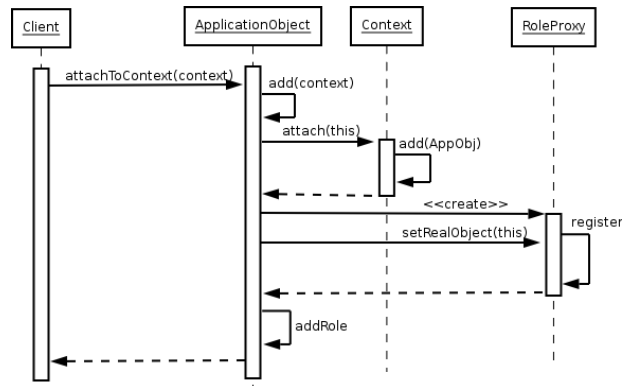 Client
ApplicationObject
Context
RoleProxy
attachToContext(context)
add(context)
attach(this)
add(AppObj)
<<create>>
register
setRealObject(this)
addRole